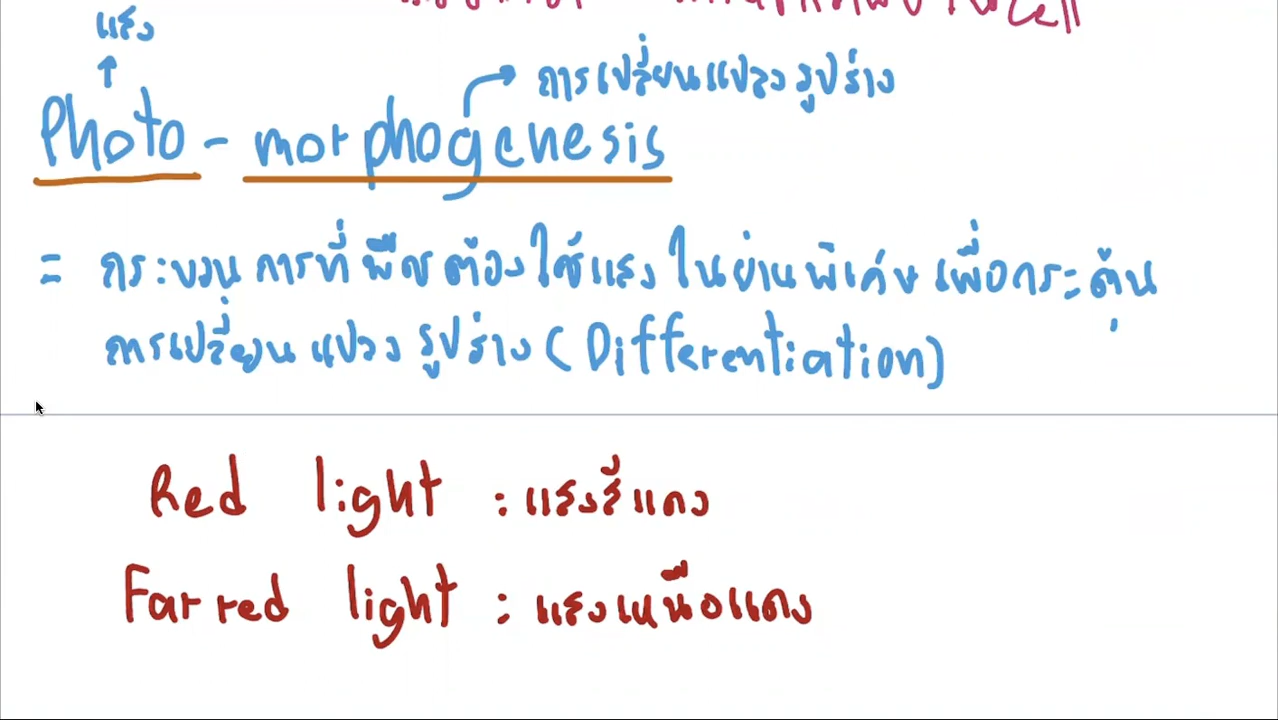 cell
แสง
การเปลี่ยนแปลง รูปร่าง
Photo - morphogenesis
= กระบวนการที่ พืช ต้อง ใช้แสง ในย่านพิเศษ เพื่อกระตุ้น
การเปลี่ยน แปลง รูปร่าง (Differentiation)
Red light : แสงสีแดง
Far red light : แสงเหนือแดง